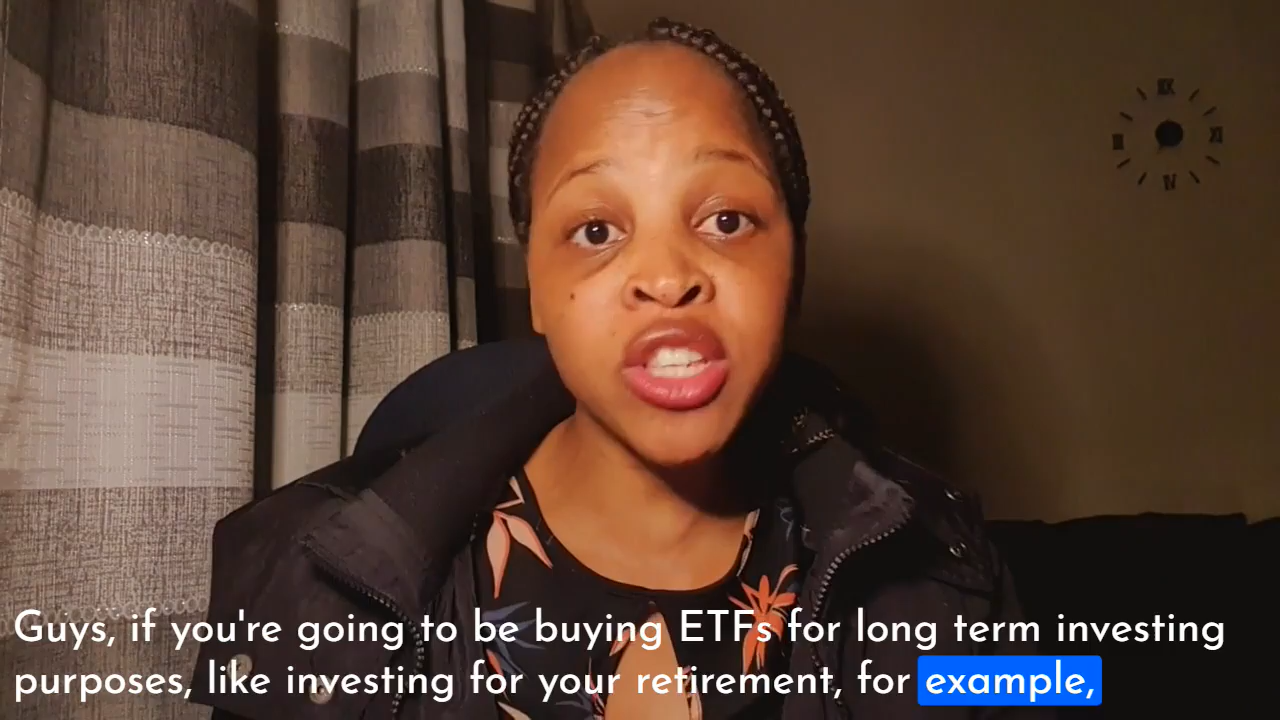 Guys, if you're going to be buying ETFs for long term investing
purposes, like investing for your retirement, for example,